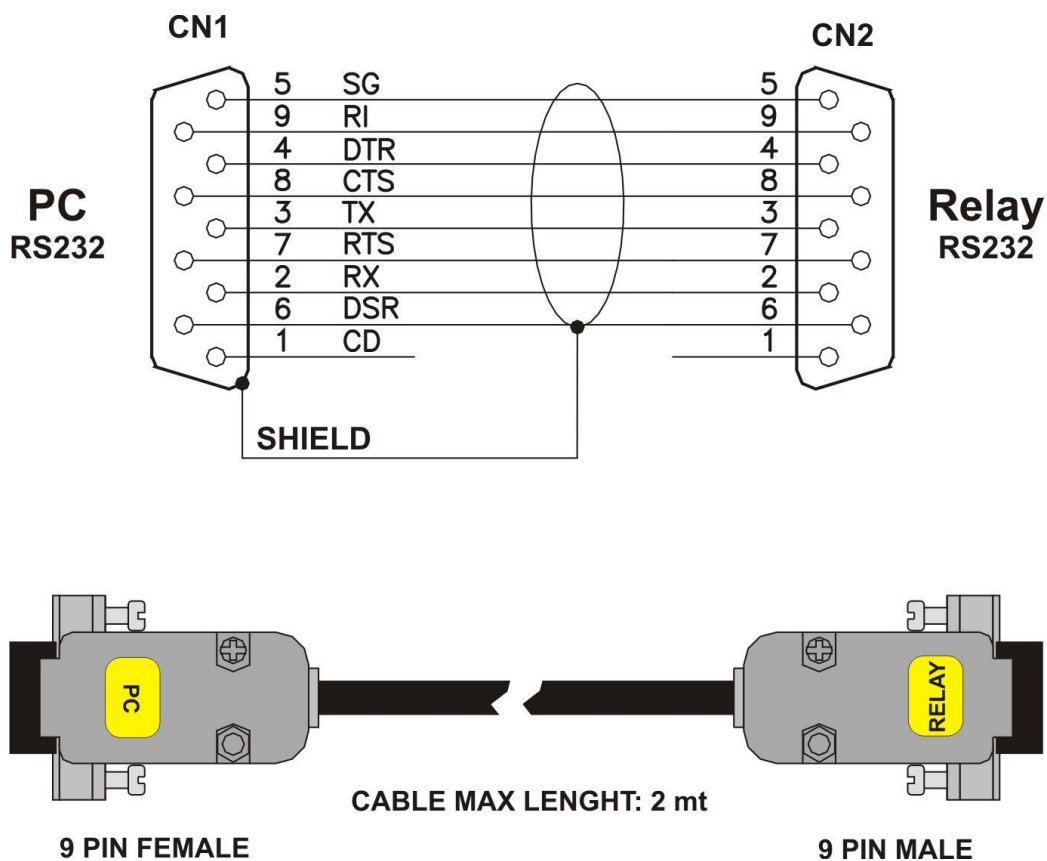 CN1
CN2
5 SG 5
9 RI 9
4 DTR 4
8 CTS 8
3 TX 3
7 RTS 7
2 RX 2
6 DSR 6
1 CD 1
PC
RS232
Relay
RS232
SHIELD
PC
RELAY
CABLE MAX LENGHT: 2 mt
9 PIN FEMALE
9 PIN MALE